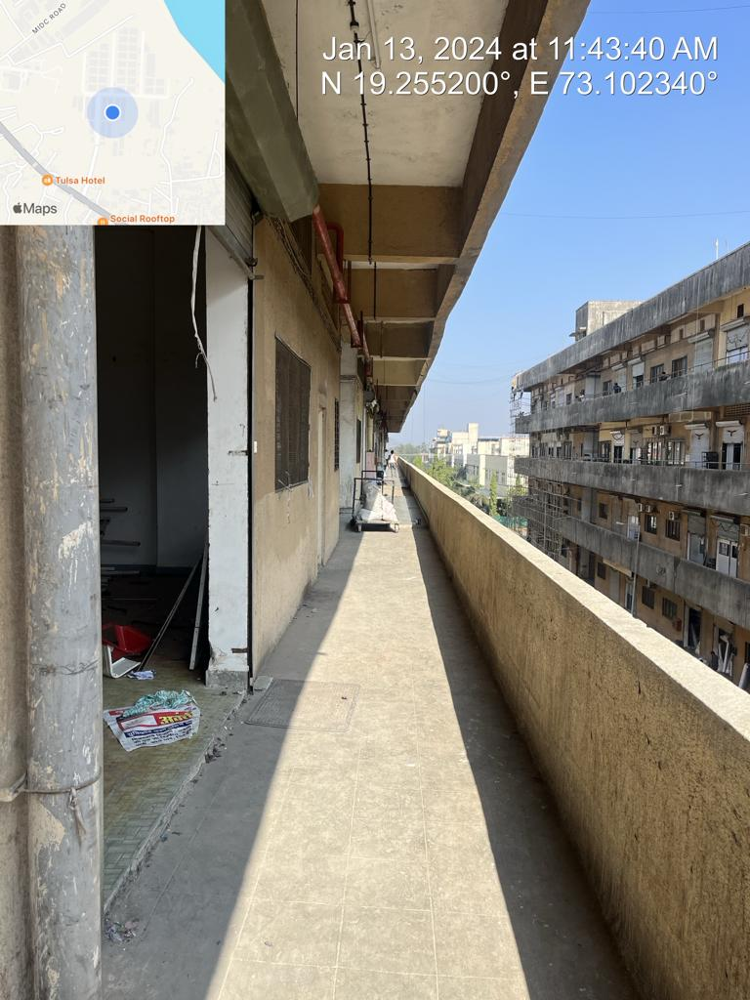 MIDC ROAD
Jan 13, 2024 at 11:43:40 AM
N 19.255200°, E 73.102340°
Tulsa Hotel
Maps
Social Rooftop